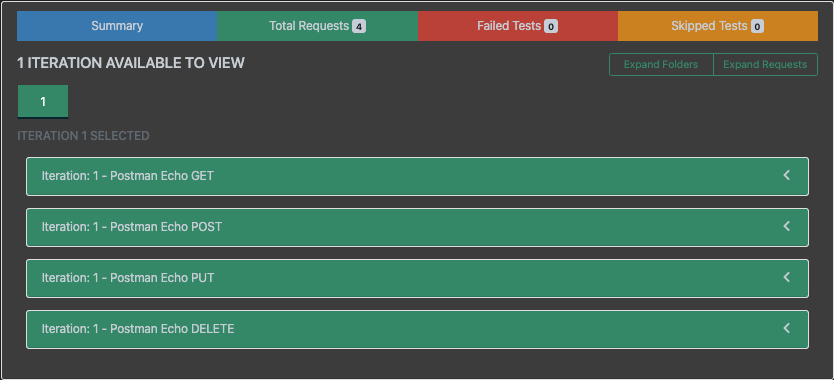 Summary Total Requests 4 Failed Tests 0 Skipped Tests 0
1 ITERATION AVAILABLE TO VIEW Expand Folders Expand Requests
1
ITERATION 1 SELECTED
Iteration: 1 - Postman Echo GET
Iteration: 1 - Postman Echo POST
Iteration: 1 - Postman Echo PUT
Iteration: 1 - Postman Echo DELETE